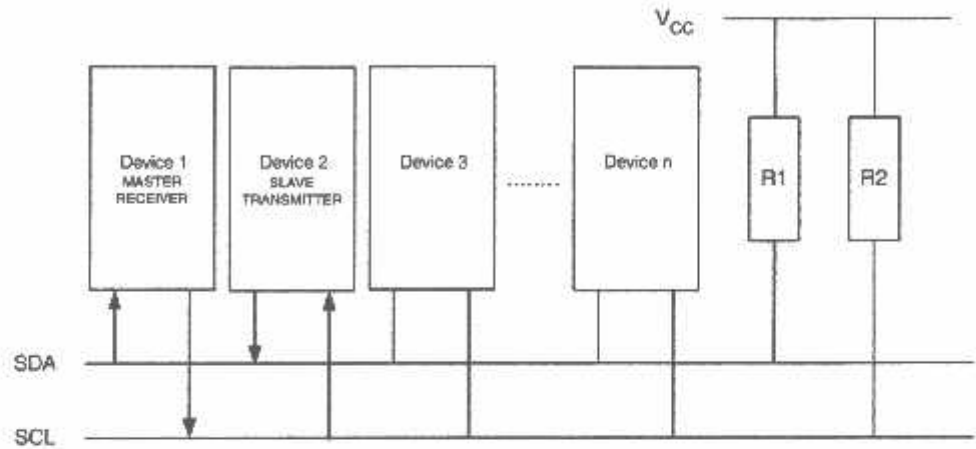 VCC
Device 1
MASTER
RECEIVER
Device 2
SLAVE
TRANSMITTER
Device 3
........
Device n
R1
R2
SDA
SCL